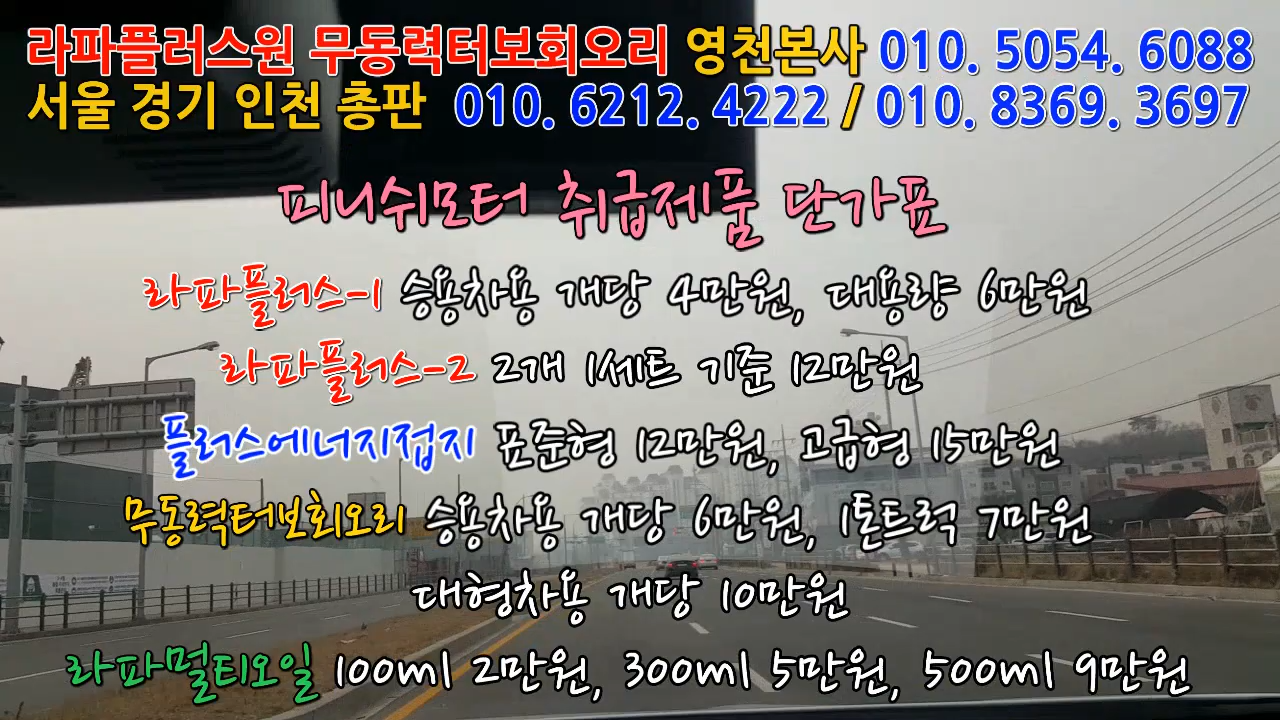 라파플러스원 무동력터보회오리 영천본사 010. 5054. 6088
서울 경기 인천 총판 010. 6212. 4222 / 010. 8369. 3697
피니쉬모터 취급제품 단가표
라파플러스-1 승용차용 개당 4만원, 대용량 6만원
라파플러스-2 2개 1세트 기준 12만원
플러스에너지접지 표준형 12만원, 고급형 15만원
무동력터보회오리 승용차용 개당 6만원, 1톤트럭 7만원
대형차용 개당 10만원
라파멀티오일 100ml 2만원, 300ml 5만원, 500ml 9만원